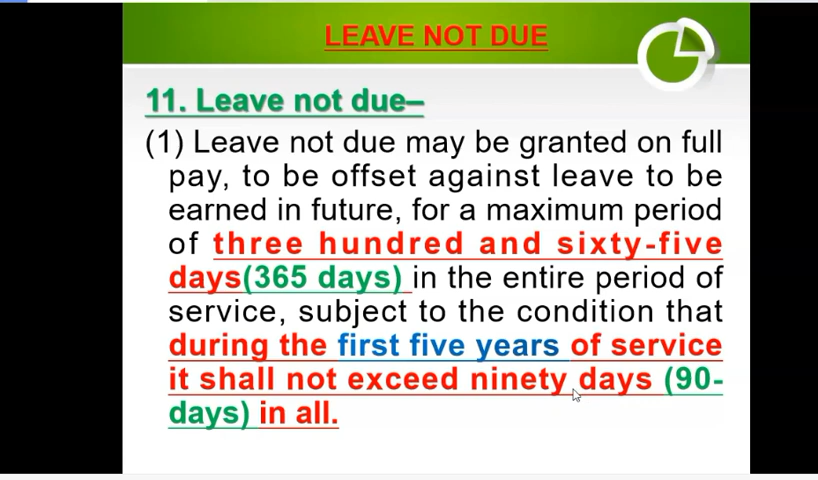 LEAVE NOT DUE
11. Leave not due–
(1) Leave not due may be granted on full
pay, to be offset against leave to be
earned in future, for a maximum period
of three hundred and sixty-five
days(365 days) in the entire period of
service, subject to the condition that
during the first five years of service
it shall not exceed ninety days (90-
days) in all.